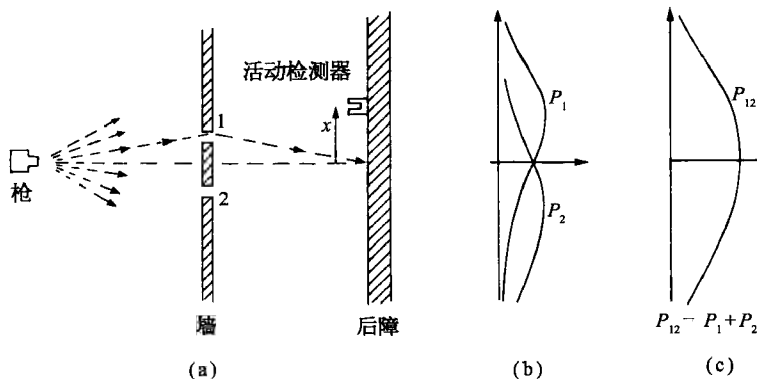 活动检测器
1
x
枪
2
墙
后障
(a)
P₁
P₂
(b)
P₁₂
P₁₂ = P₁ + P₂
(c)